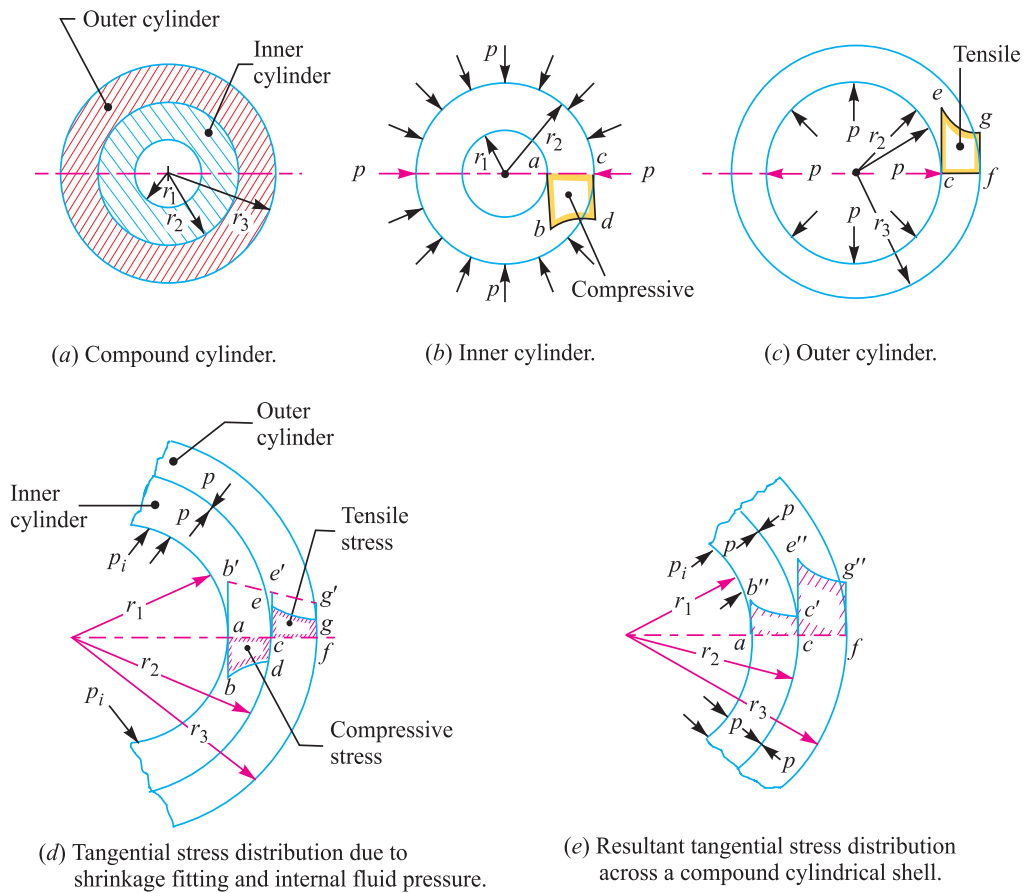 Outer cylinder
Inner
cylinder
r1
r2
r3
(a) Compound cylinder.
p
p
p
p
r1
r2
a
c
b
d
Compressive
(b) Inner cylinder.
Tensile
e
g
p
r2
p
p
c
f
p
r3
(c) Outer cylinder.
Outer
cylinder
Inner
cylinder
p
p
pi
Tensile
stress
b′
e′
g′
e
g
r1
a
c
f
d
b
r2
pi
r3
Compressive
stress
(d) Tangential stress distribution due to
shrinkage fitting and internal fluid pressure.
p
p
e′′
pi
b′′
g′′
r1
c′
a
c
f
r2
r3
p
p
(e) Resultant tangential stress distribution
across a compound cylindrical shell.